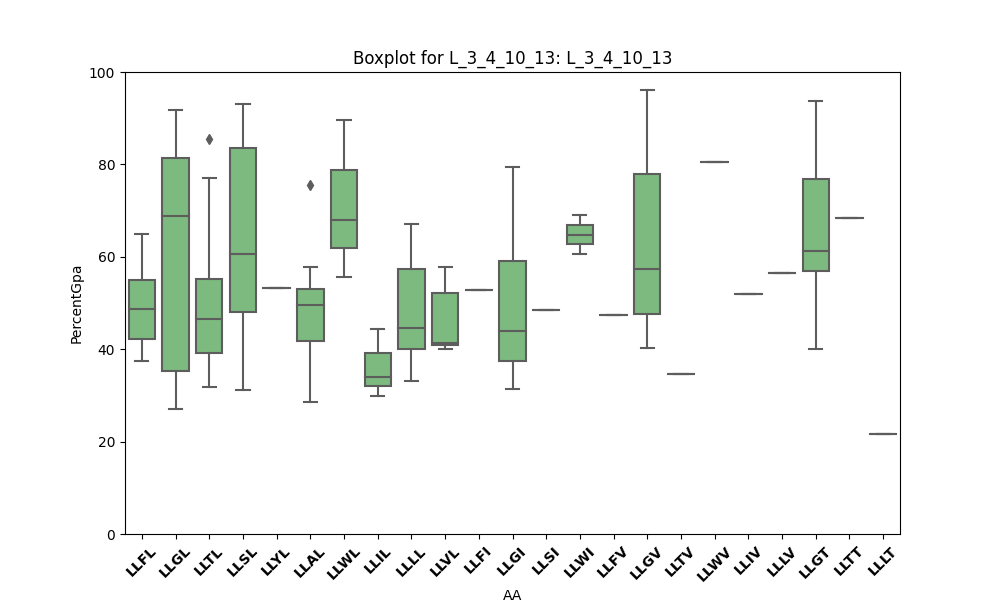 Boxplot for L_3_4_10_13: L_3_4_10_13
PercentGpa
100
80
60
40
20
0
LLFL LLGL LLTL LLSL LLYL LLAL LLWL LLIL LLLL LLVL LLFI LLGI LLSI LLWI LLFV LLGV LLTV LLWV LLIV LLLV LLGT LLTT LLLT
AA